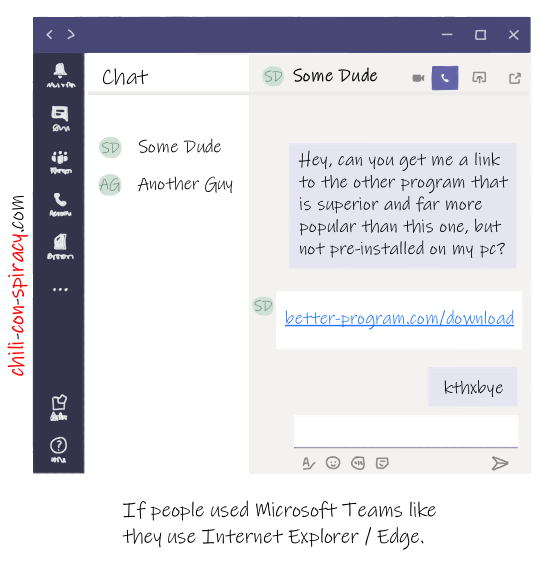 Chat
SD Some Dude
SD Some Dude
AG Another Guy
Hey, can you get me a link
to the other program that
is superior and far more
popular than this one, but
not pre-installed on my pc?
SD
better-program.com/download
kthxbye
chili-con-spiracy.com
If people used Microsoft Teams like
they use Internet Explorer / Edge.